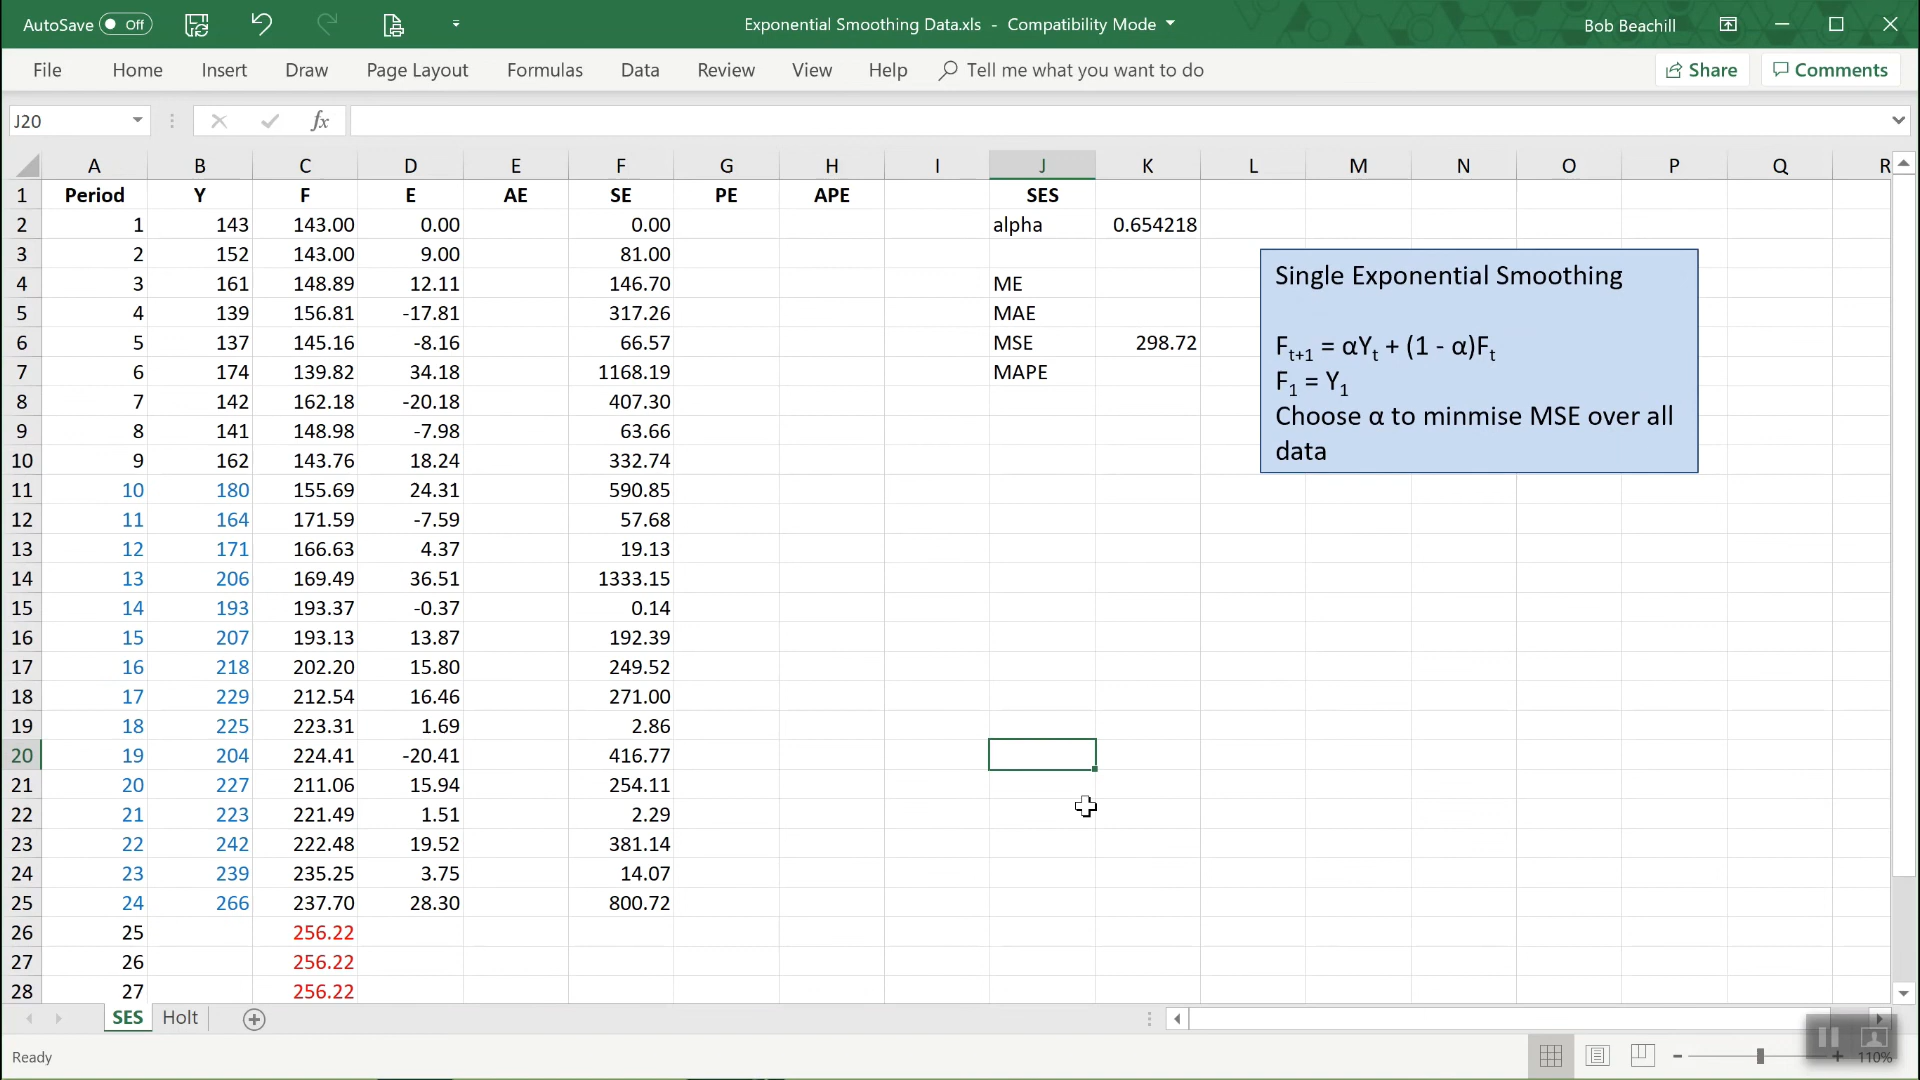 AutoSave Off Exponential Smoothing Data.xls - Compatibility Mode Bob Beachill
File Home Insert Draw Page Layout Formulas Data Review View Help Tell me what you want to do Share Comments
J20 fx
A B C D E F G H I J K L M N O P Q R
1 Period Y F E AE SE PE APE SES
2 1 143 143.00 0.00 0.00 alpha 0.654218
3 2 152 143.00 9.00 81.00
4 3 161 148.89 12.11 146.70 ME
5 4 139 156.81 -17.81 317.26 MAE
6 5 137 145.16 -8.16 66.57 MSE 298.72
7 6 174 139.82 34.18 1168.19 MAPE
8 7 142 162.18 -20.18 407.30
9 8 141 148.98 -7.98 63.66
10 9 162 143.76 18.24 332.74
11 10 180 155.69 24.31 590.85
12 11 164 171.59 -7.59 57.68
13 12 171 166.63 4.37 19.13
14 13 206 169.49 36.51 1333.15
15 14 193 193.37 -0.37 0.14
16 15 207 193.13 13.87 192.39
17 16 218 202.20 15.80 249.52
18 17 229 212.54 16.46 271.00
19 18 225 223.31 1.69 2.86
20 19 204 224.41 -20.41 416.77
21 20 227 211.06 15.94 254.11
22 21 223 221.49 1.51 2.29
23 22 242 222.48 19.52 381.14
24 23 239 235.25 3.75 14.07
25 24 266 237.70 28.30 800.72
26 25 256.22
27 26 256.22
28 27 256.22
Single Exponential Smoothing
Ft+1 = αYt + (1 - α)Ft
F1 = Y1
Choose α to minmise MSE over all
data
SES Holt
Ready 110%